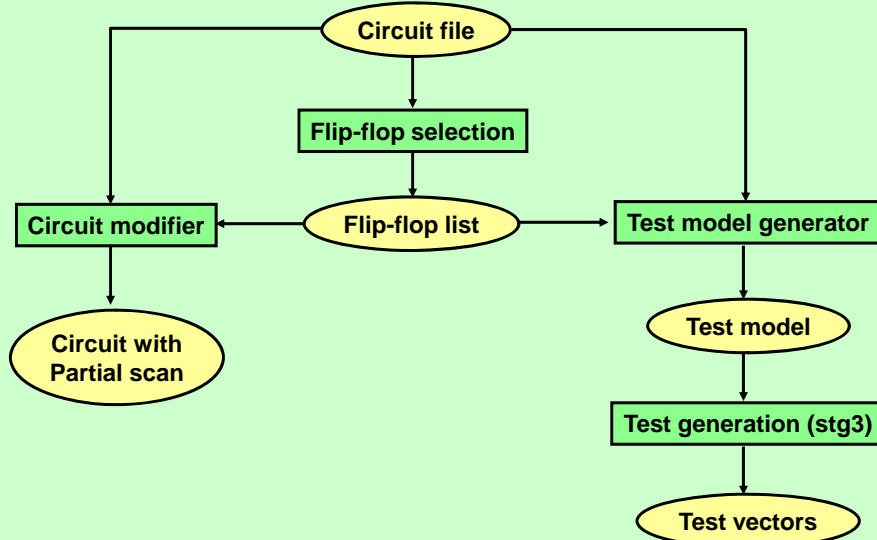 Circuit file
Flip-flop selection
Circuit modifier
Flip-flop list
Test model generator
Circuit with
Partial scan
Test model
Test generation (stg3)
Test vectors